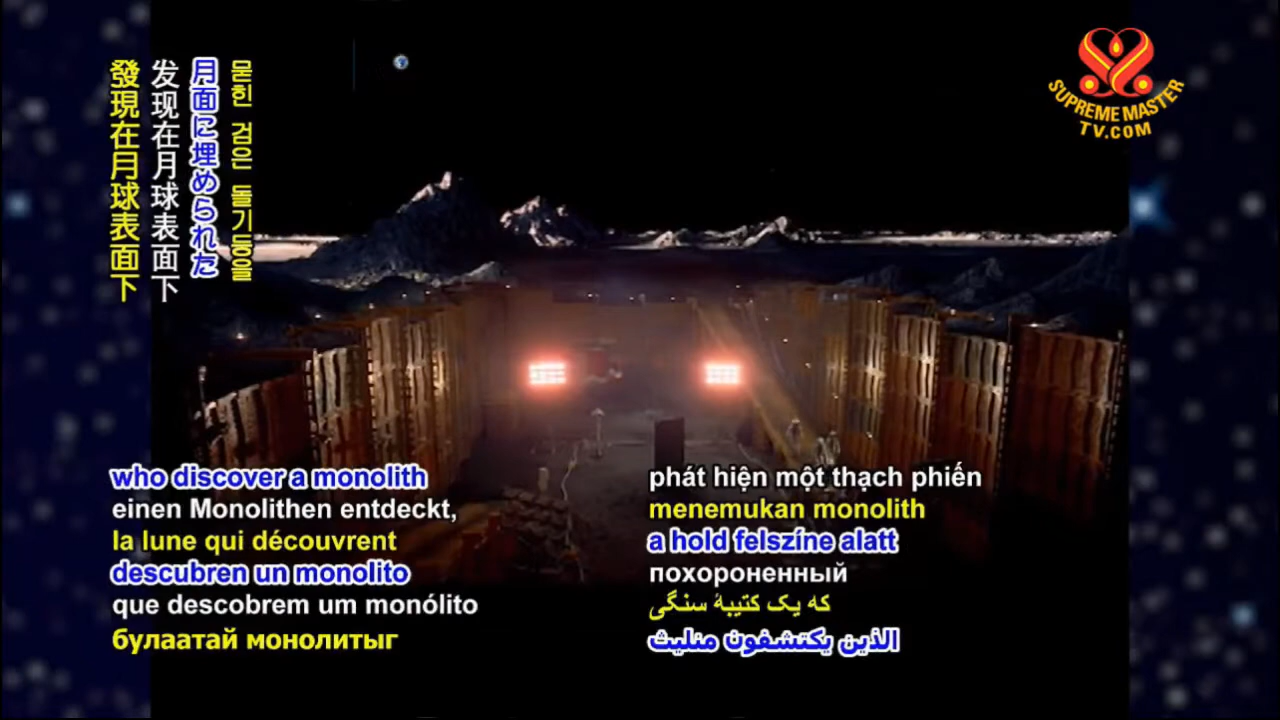 發現在月球表面下
发现在月球表面下
月面に埋められた
묻힌 검은 돌기둥을
SUPREME MASTER
TV.COM
who discover a monolith
einen Monolithen entdeckt,
la lune qui découvrent
descubren un monolito
que descobrem um monólito
булаатай монолитыг
phát hiện một thạch phiến
menemukan monolith
a hold felszíne alatt
похороненный
که یک کتیبۀ سنگی
الذين يكتشفون منليث